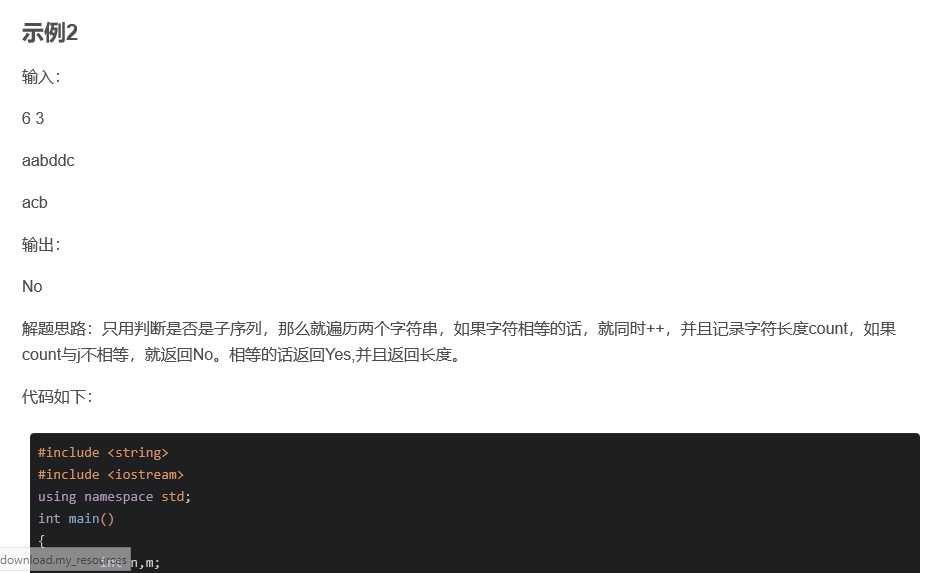 示例2
输入：
6 3
aabddc
acb
输出：
No
解题思路：只用判断是否是子序列，那么就遍历两个字符串，如果字符相等的话，就同时++，并且记录字符长度count，如果
count与j不相等，就返回No。相等的话返回Yes,并且返回长度。
代码如下：
#include <string>
#include <iostream>
using namespace std;
int main()
{
int n,m;
download.my_resources